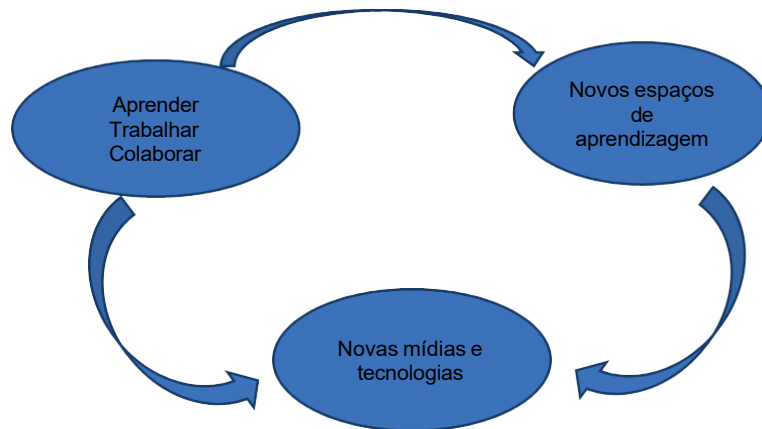 Aprender
Trabalhar
Colaborar
Novos espaços
de
aprendizagem
Novas mídias e
tecnologias